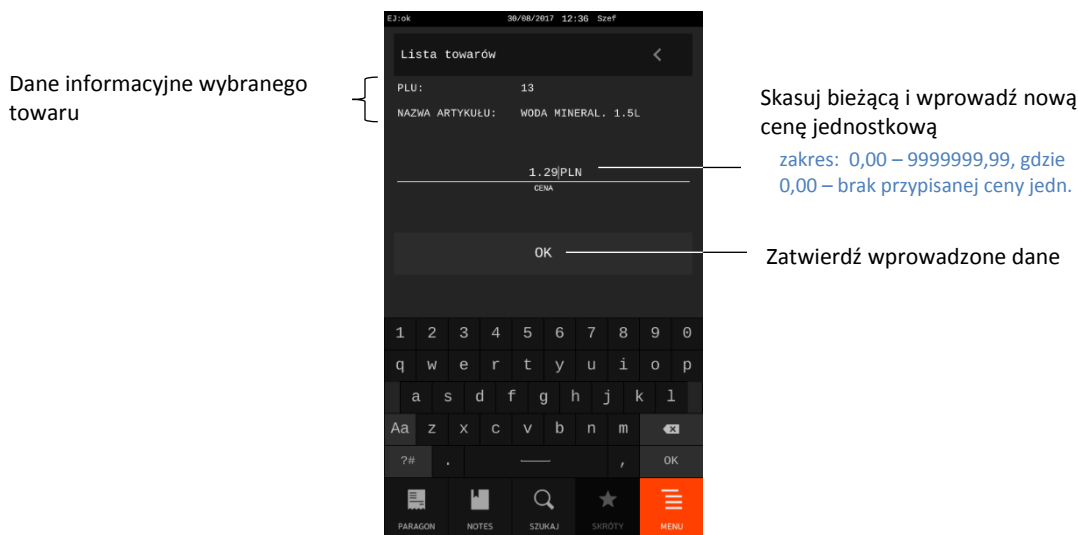 EJ:ok 30/08/2017 12:36 Szef
Lista towarów
Dane informacyjne wybranego
towaru
PLU: 13
NAZWA ARTYKUŁU: WODA MINERAL. 1.5L
Skasuj bieżącą i wprowadź nową
cenę jednostkową
zakres: 0,00 – 9999999,99, gdzie
0,00 – brak przypisanej ceny jedn.
1.29PLN
CENA
OK
Zatwierdź wprowadzone dane
1 2 3 4 5 6 7 8 9 0
q w e r t y u i o p
a s d f g h j k l
Aa z x c v b n m
?# . , OK
PARAGON NOTES SZUKAJ SKRÓTY MENU